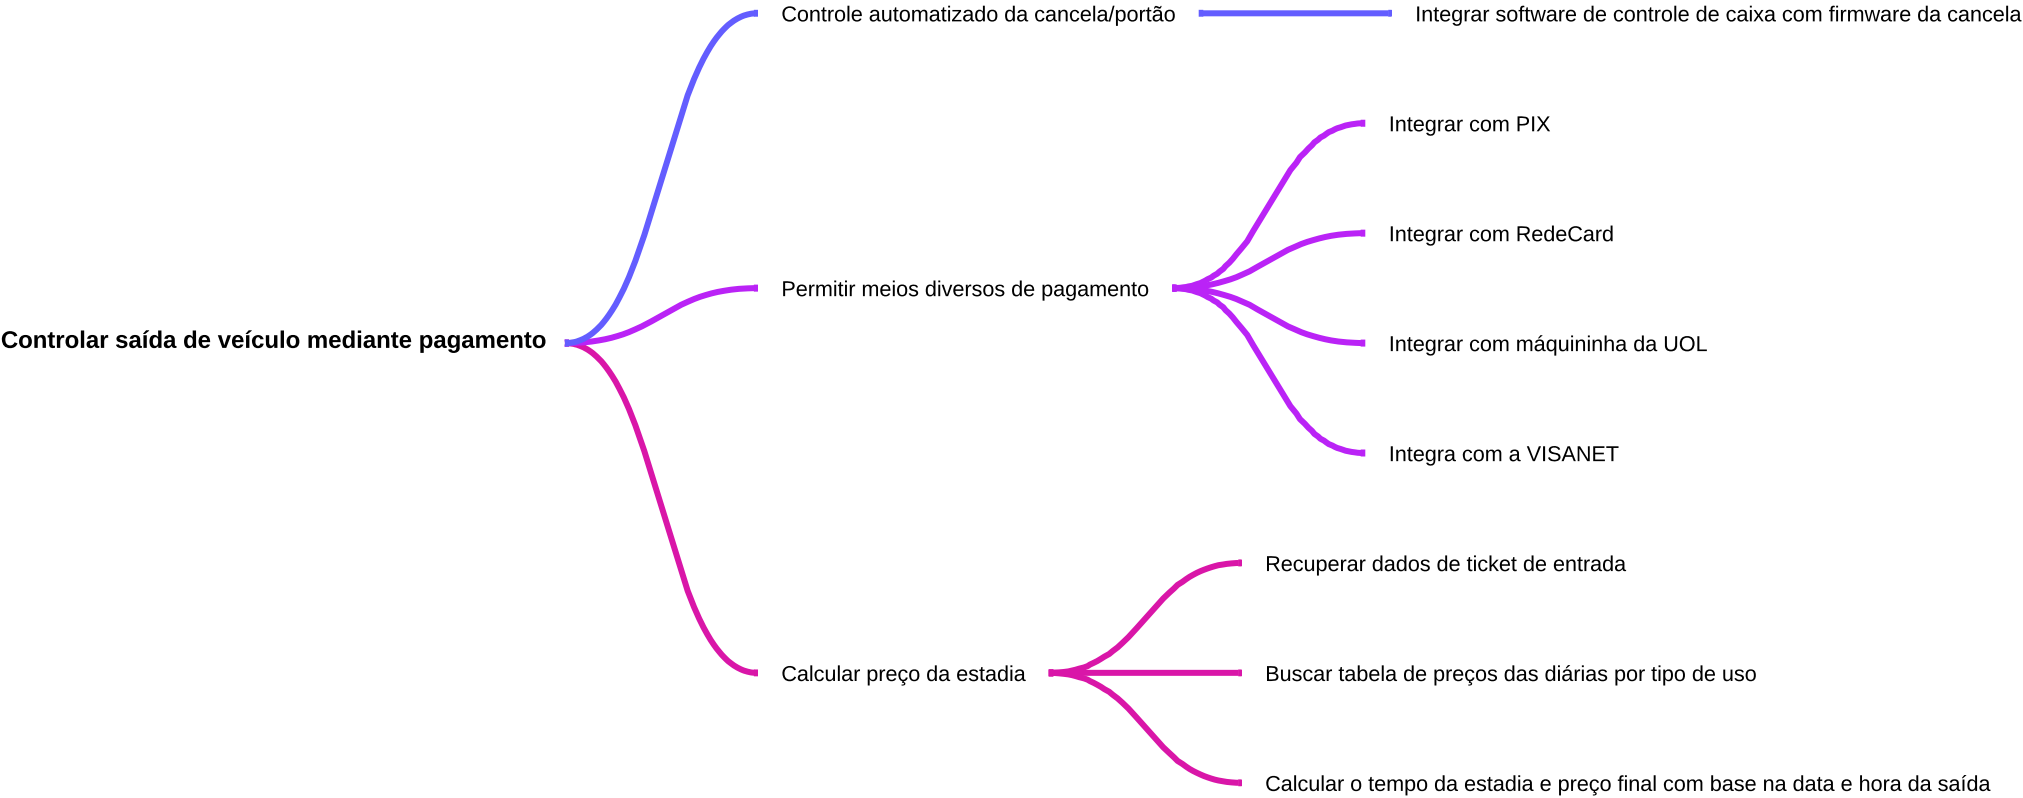 Controlar saída de veículo mediante pagamento
Controle automatizado da cancela/portão
Integrar software de controle de caixa com firmware da cancela
Permitir meios diversos de pagamento
Integrar com PIX
Integrar com RedeCard
Integrar com máquininha da UOL
Integra com a VISANET
Calcular preço da estadia
Recuperar dados de ticket de entrada
Buscar tabela de preços das diárias por tipo de uso
Calcular o tempo da estadia e preço final com base na data e hora da saída